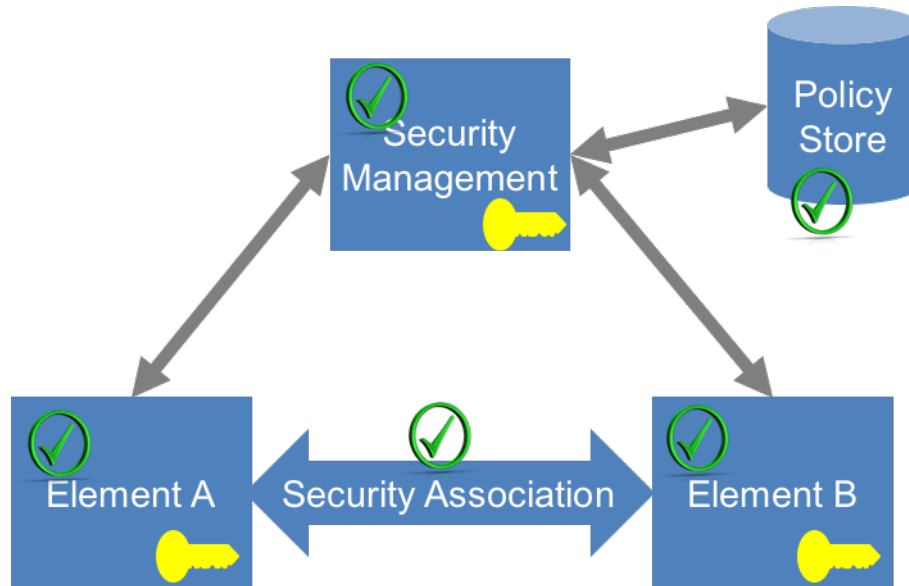 Policy
Store
Security
Management
Element A
Security Association
Element B